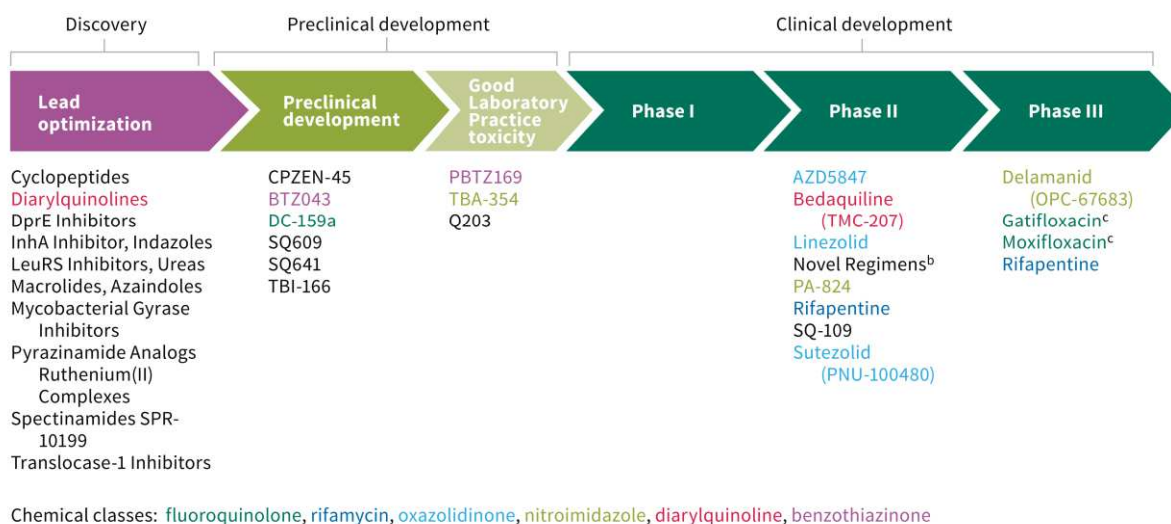 Discovery
Preclinical development
Clinical development
Lead
optimization
Preclinical
development
Good
Laboratory
Practice
toxicity
Phase I
Phase II
Phase III
Cyclopeptides
Diarylquinolines
DprE Inhibitors
InhA Inhibitor, Indazoles
LeuRS Inhibitors, Ureas
Macrolides, Azaindoles
Mycobacterial Gyrase
Inhibitors
Pyrazinamide Analogs
Ruthenium(II)
Complexes
Spectinamides SPR-
10199
Translocase-1 Inhibitors
CPZEN-45
BTZ043
DC-159a
SQ609
SQ641
TBI-166
PBTZ169
TBA-354
Q203
AZD5847
Bedaquiline
(TMC-207)
Linezolid
Novel Regimensᵇ
PA-824
Rifapentine
SQ-109
Sutezolid
(PNU-100480)
Delamanid
(OPC-67683)
Gatifloxacinᶜ
Moxifloxacinᶜ
Rifapentine
Chemical classes: fluoroquinolone, rifamycin, oxazolidinone, nitroimidazole, diarylquinoline, benzothiazinone